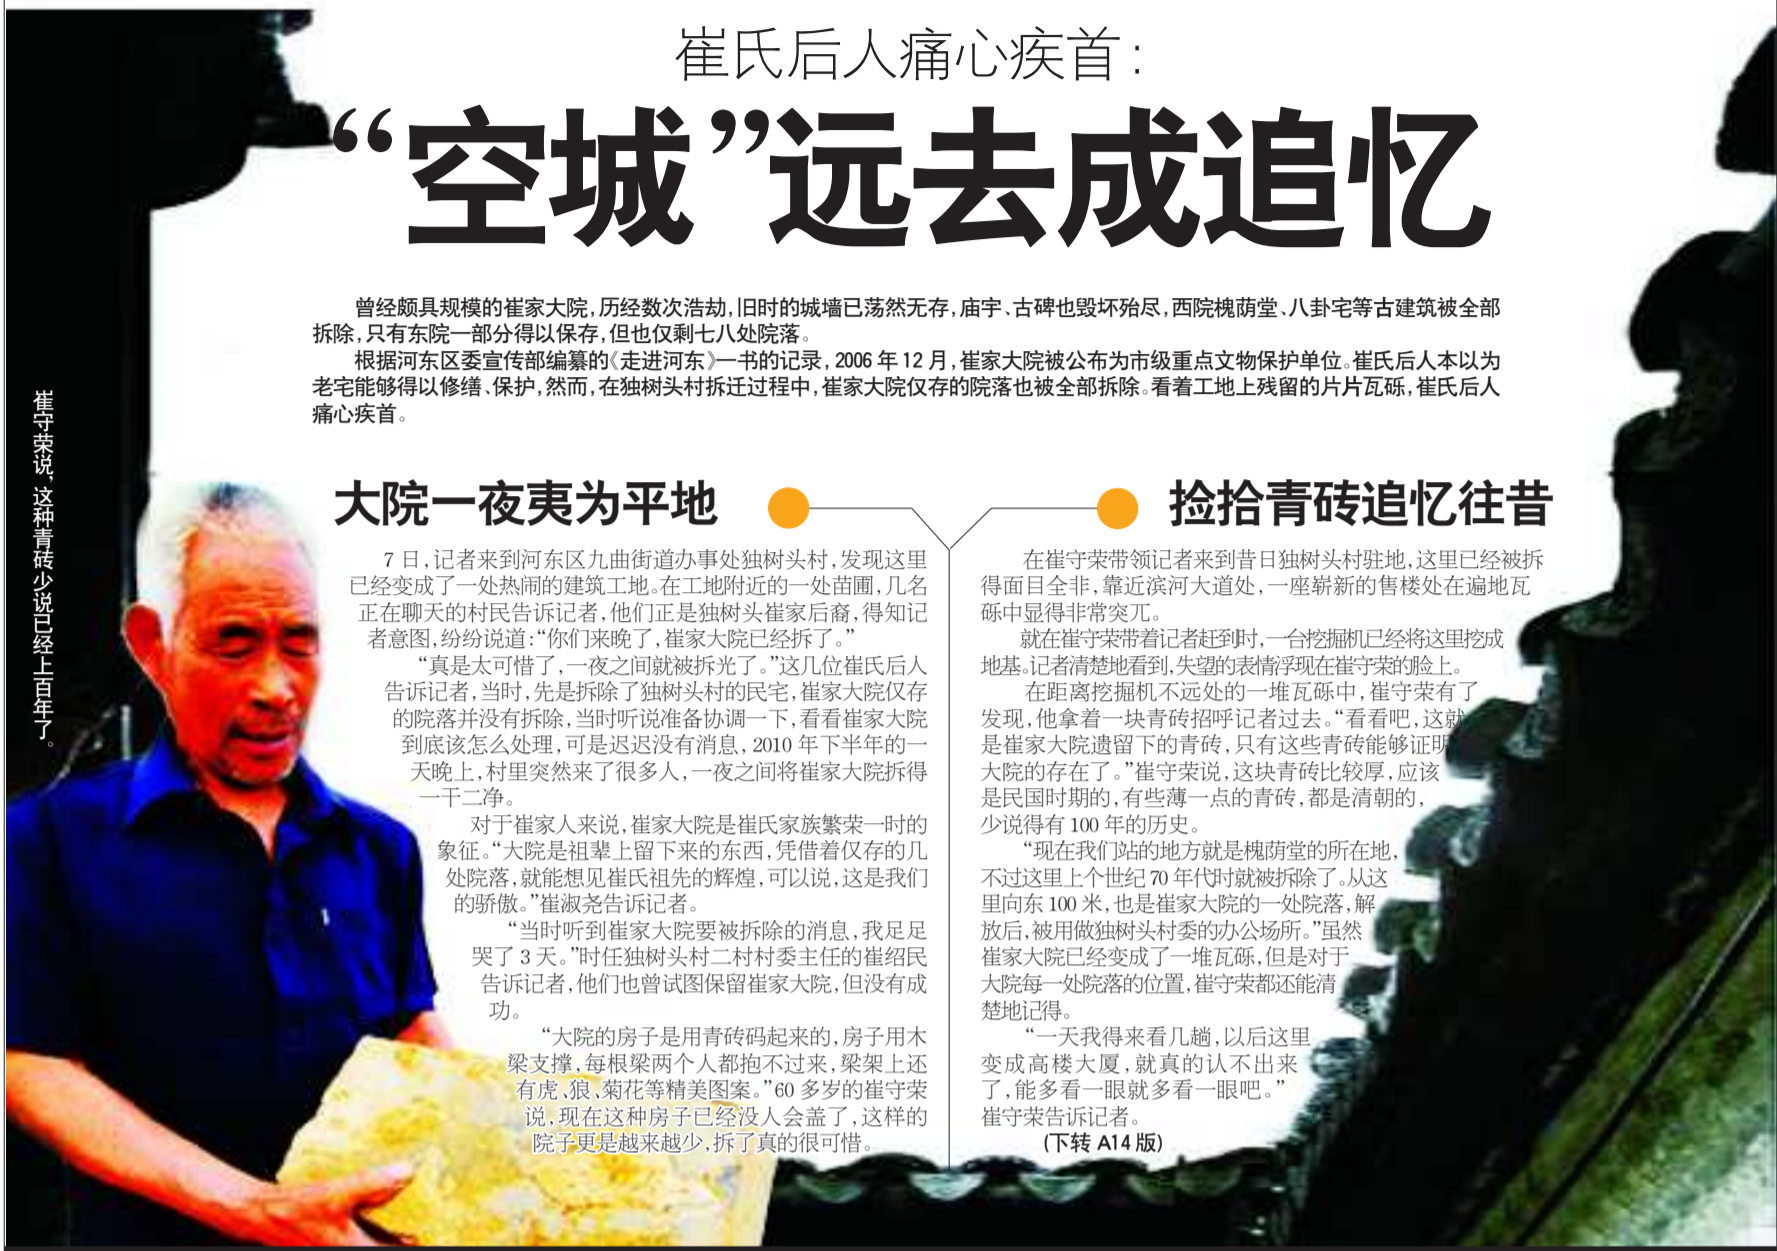 崔氏后人痛心疾首:
“空城”远去成追忆
曾经颇具规模的崔家大院,历经数次浩劫,旧时的城墙已荡然无存,庙宇、古碑也毁坏殆尽,西院槐荫堂、八卦宅等古建筑被全部
拆除,只有东院一部分得以保存,但也仅剩七八处院落。
根据河东区委宣传部编纂的《走进河东》一书的记录,2006年12月,崔家大院被公布为市级重点文物保护单位。崔氏后人本以为
老宅能够得以修缮、保护,然而,在独树头村拆迁过程中,崔家大院仅存的院落也被全部拆除。看着工地上残留的片片瓦砾,崔氏后人
痛心疾首。
崔守荣说,这种青砖少说已经上百年了。
大院一夜夷为平地
7日,记者来到河东区九曲街道办事处独树头村,发现这里
已经变成了一处热闹的建筑工地。在工地附近的一处苗圃,几名
正在聊天的村民告诉记者,他们正是独树头崔家后裔,得知记
者意图,纷纷说道:“你们来晚了,崔家大院已经拆了。”
“真是太可惜了,一夜之间就被拆光了。”这几位崔氏后人
告诉记者,当时,先是拆除了独树头村的民宅,崔家大院仅存
的院落并没有拆除,当时听说准备协调一下,看看崔家大院
到底该怎么处理,可是迟迟没有消息,2010年下半年的一
天晚上,村里突然来了很多人,一夜之间将崔家大院拆得
一干二净。
对于崔家人来说,崔家大院是崔氏家族繁荣一时的
象征。“大院是祖辈上留下来的东西,凭借着仅存的几
处院落,就能想见崔氏祖先的辉煌,可以说,这是我们
的骄傲。”崔淑尧告诉记者。
“当时听到崔家大院要被拆除的消息,我足足
哭了3天。”时任独树头村二村村委主任的崔绍民
告诉记者,他们也曾试图保留崔家大院,但没有成
功。
“大院的房子是用青砖码起来的,房子用木
梁支撑,每根梁两个人都抱不过来,梁架上还
有虎、狼、菊花等精美图案。”60多岁的崔守荣
说,现在这种房子已经没人会盖了,这样的
院子更是越来越少,拆了真的很可惜。
捡拾青砖追忆往昔
在崔守荣带领记者来到昔日独树头村驻地,这里已经被拆
得面目全非,靠近滨河大道处,一座崭新的售楼处在遍地瓦
砾中显得非常突兀。
就在崔守荣带着记者赶到时,一台挖掘机已经将这里挖成
地基。记者清楚地看到,失望的表情浮现在崔守荣的脸上。
在距离挖掘机不远处的一堆瓦砾中,崔守荣有了
发现,他拿着一块青砖招呼记者过去。“看看吧,这就
是崔家大院遗留下的青砖,只有这些青砖能够证明
大院的存在了。”崔守荣说,这块青砖比较厚,应该
是民国时期的,有些薄一点的青砖,都是清朝的,
少说得有100年的历史。
“现在我们站的地方就是槐荫堂的所在地,
不过这里上个世纪70年代时就被拆除了。从这
里向东100米,也是崔家大院的一处院落,解
放后,被用做独树头村委的办公场所。”虽然
崔家大院已经变成了一堆瓦砾,但是对于
大院每一处院落的位置,崔守荣都还能清
楚地记得。
“一天我得来看几趟,以后这里
变成高楼大厦,就真的认不出来
了,能多看一眼就多看一眼吧。”
崔守荣告诉记者。
(下转A14版)